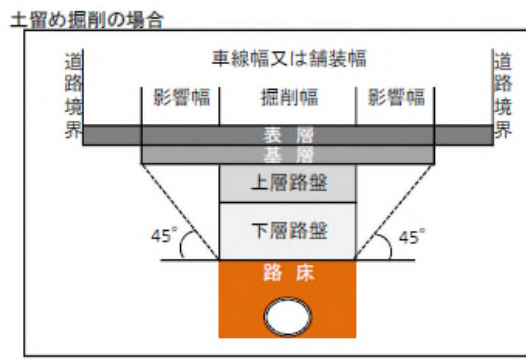 土留め掘削の場合
道路境界
車線幅又は舗装幅
道路境界
影響幅
掘削幅
影響幅
表 層
基 層
上層路盤
下層路盤
45°
45°
路 床